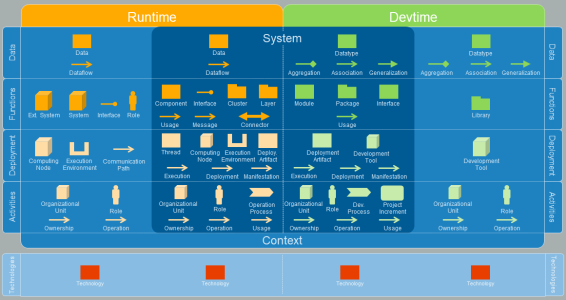 Runtime
Devtime
System
Data
Data
Data
Datatype
Datatype
Data
Dataflow
Dataflow
Aggregation
Association
Generalization
Aggregation
Association
Generalization
Functions
Ext. System
System
Interface
Role
Component
Interface
Cluster
Layer
Module
Package
Interface
Library
Functions
Usage
Message
Connector
Usage
Deployment
Computing
Node
Execution
Environment
Communication
Path
Thread
Computing
Node
Execution
Environment
Deploy.
Artifact
Deployment
Artifact
Development
Tool
Development
Tool
Deployment
Execution
Deployment
Manifestation
Execution
Deployment
Manifestation
Activities
Organizational
Unit
Role
Organizational
Unit
Role
Operation
Process
Organizational
Unit
Role
Dev
Process
Project
Increment
Organizational
Unit
Role
Activities
Ownership
Operation
Ownership
Operation
Usage
Ownership
Operation
Usage
Ownership
Operation
Context
Technologies
Technology
Technology
Technology
Technology
Technologies